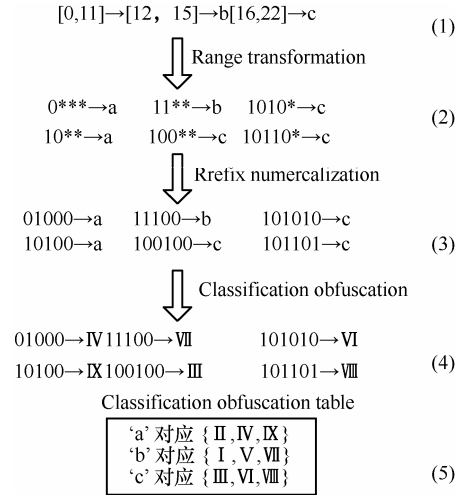 [0,11]→[12, 15]→b[16,22]→c (1)
Range transformation
0***→a 11**→b 1010*→c
10**→a 100**→c 10110*→c (2)
Rrefix numercalization
01000→a 11100→b 101010→c
10100→a 100100→c 101101→c (3)
Classification obfuscation
01000→Ⅳ 11100→Ⅶ 101010→Ⅵ
10100→Ⅸ 100100→Ⅲ 101101→Ⅷ (4)
Classification obfuscation table
‘a’ 对应 {Ⅱ,Ⅳ,Ⅸ}
‘b’ 对应 {Ⅰ,Ⅴ,Ⅶ}
‘c’ 对应 {Ⅲ,Ⅵ,Ⅷ} (5)